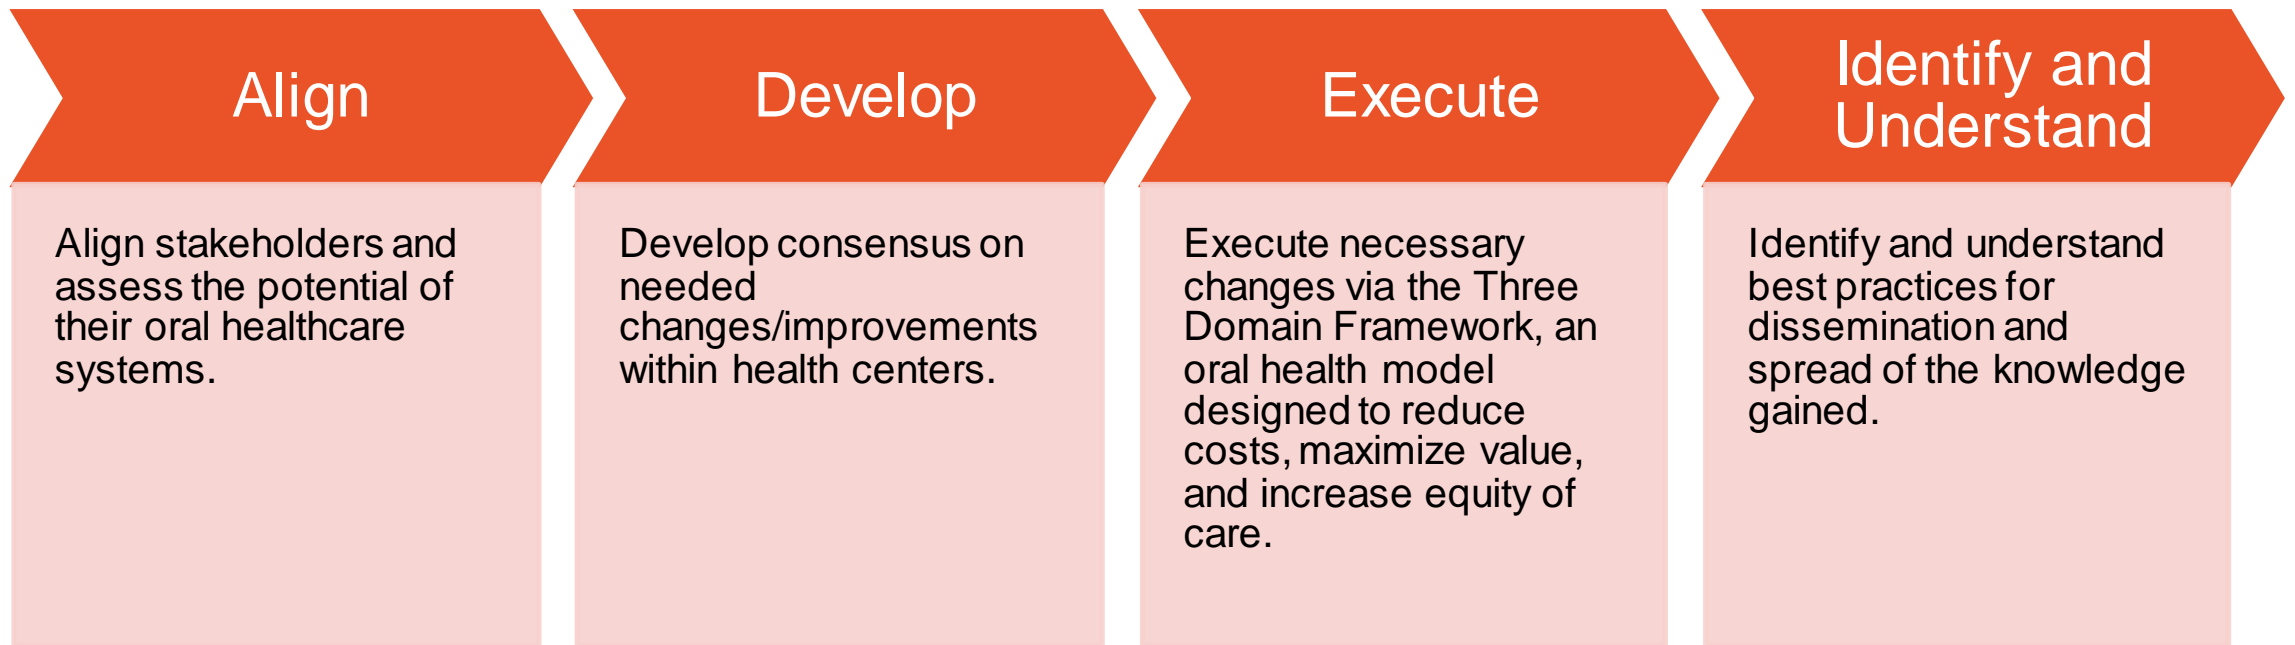 Align
Align stakeholders and
assess the potential of
their oral healthcare
systems.
Develop
Develop consensus on
needed
changes/improvements
within health centers.
Execute
Execute necessary
changes via the Three
Domain Framework, an
oral health model
designed to reduce
costs, maximize value,
and increase equity of
care.
Identify and
Understand
Identify and understand
best practices for
dissemination and
spread of the knowledge
gained.